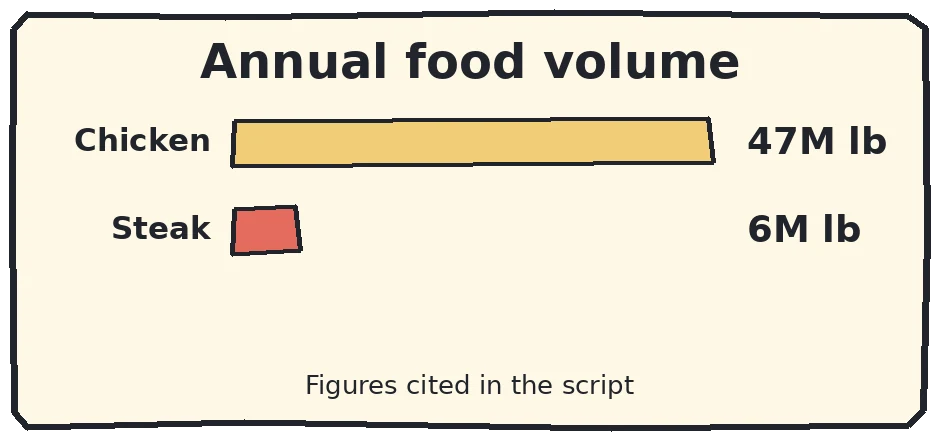 Annual food volume
Chicken 47M lb
Steak 6M lb
Figures cited in the script